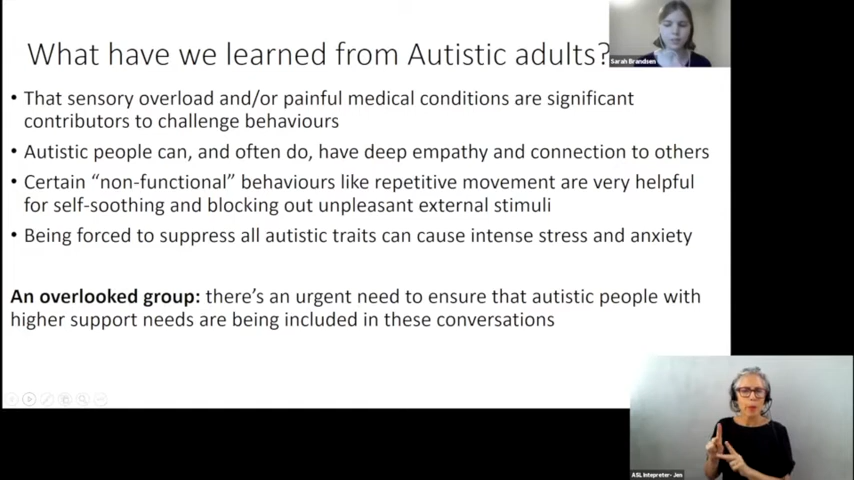 What have we learned from Autistic adults?
Sarah Brandsen
• That sensory overload and/or painful medical conditions are significant
contributors to challenge behaviours
• Autistic people can, and often do, have deep empathy and connection to others
• Certain “non-functional” behaviours like repetitive movement are very helpful
for self-soothing and blocking out unpleasant external stimuli
• Being forced to suppress all autistic traits can cause intense stress and anxiety
An overlooked group: there’s an urgent need to ensure that autistic people with
higher support needs are being included in these conversations
ASL Intepreter- Jen